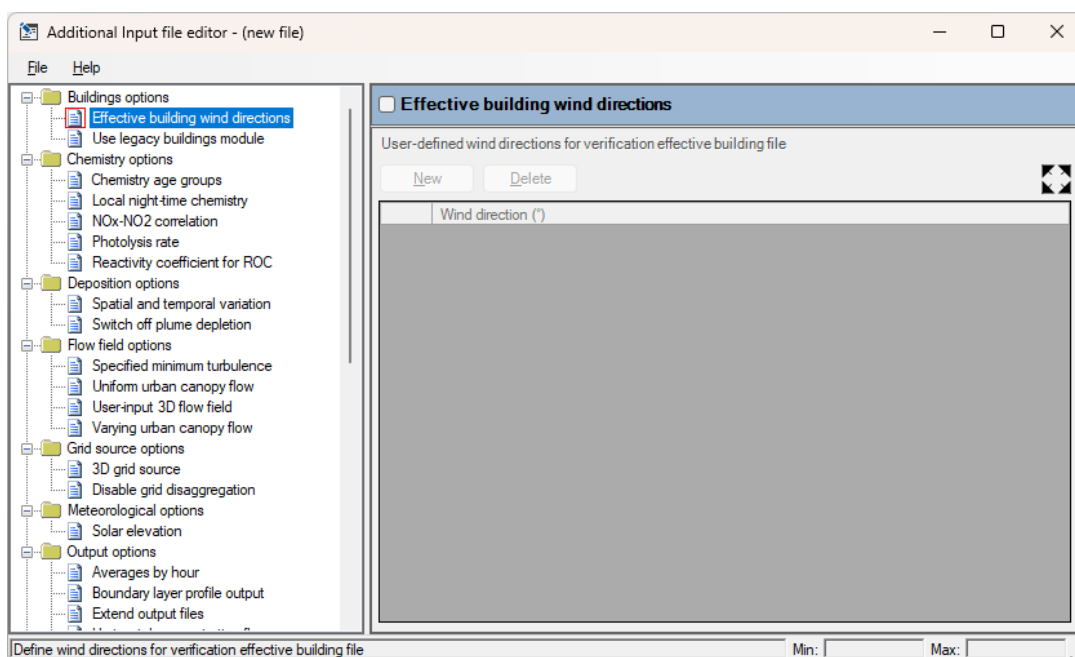 Additional Input file editor - (new file)
File Help
Buildings options
Effective building wind directions
Use legacy buildings module
Chemistry options
Chemistry age groups
Local night-time chemistry
NOx-NO2 correlation
Photolysis rate
Reactivity coefficient for ROC
Deposition options
Spatial and temporal variation
Switch off plume depletion
Flow field options
Specified minimum turbulence
Uniform urban canopy flow
User-input 3D flow field
Varying urban canopy flow
Grid source options
3D grid source
Disable grid disaggregation
Meteorological options
Solar elevation
Output options
Averages by hour
Boundary layer profile output
Extend output files
Effective building wind directions
User-defined wind directions for verification effective building file
New Delete
Wind direction (°)
Define wind directions for verification effective building file Min: Max: